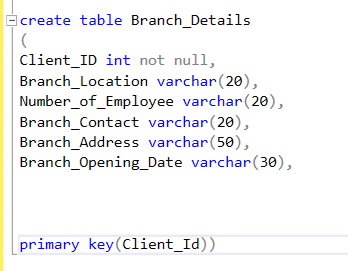 create table Branch_Details
(
Client_ID int not null,
Branch_Location varchar(20),
Number_of_Employee varchar(20),
Branch_Contact varchar(20),
Branch_Address varchar(50),
Branch_Opening_Date varchar(30),
primary key(Client_Id))